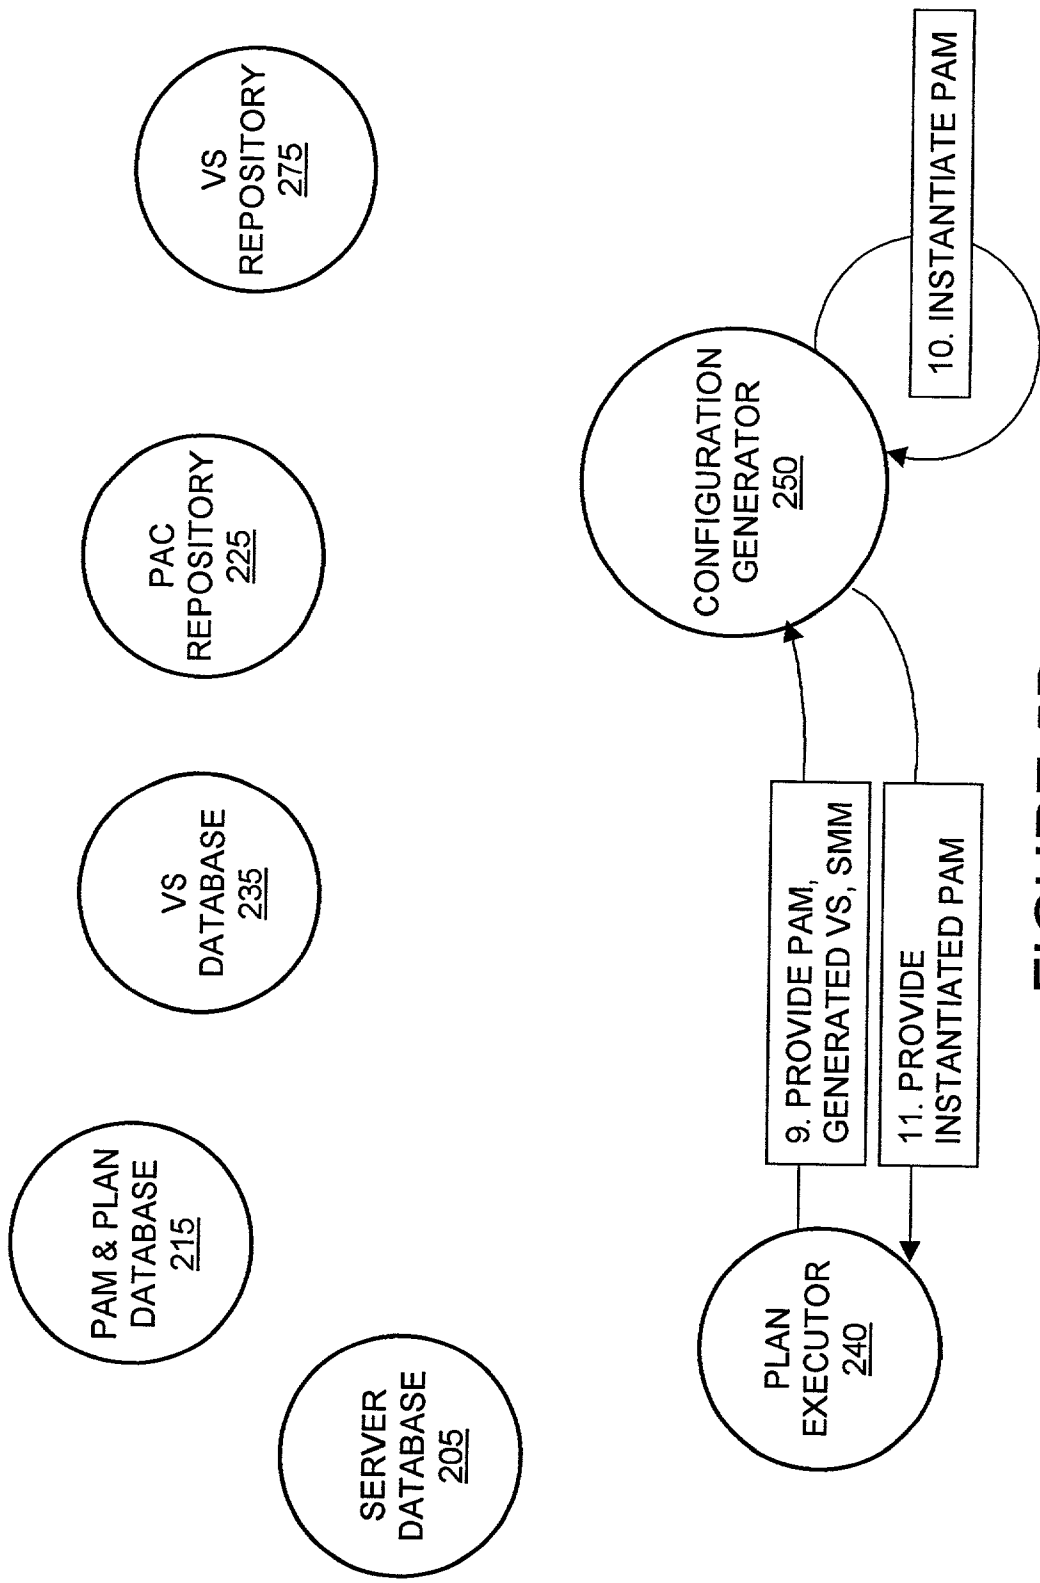 SERVER
DATABASE
205
PAM & PLAN
DATABASE
215
VS
DATABASE
235
PAC
REPOSITORY
225
VS
REPOSITORY
275
PLAN
EXECUTOR
240
9. PROVIDE PAM,
GENERATED VS, SMM
11. PROVIDE
INSTANTIATED PAM
CONFIGURATION
GENERATOR
250
10. INSTANTIATE PAM
FIGURE